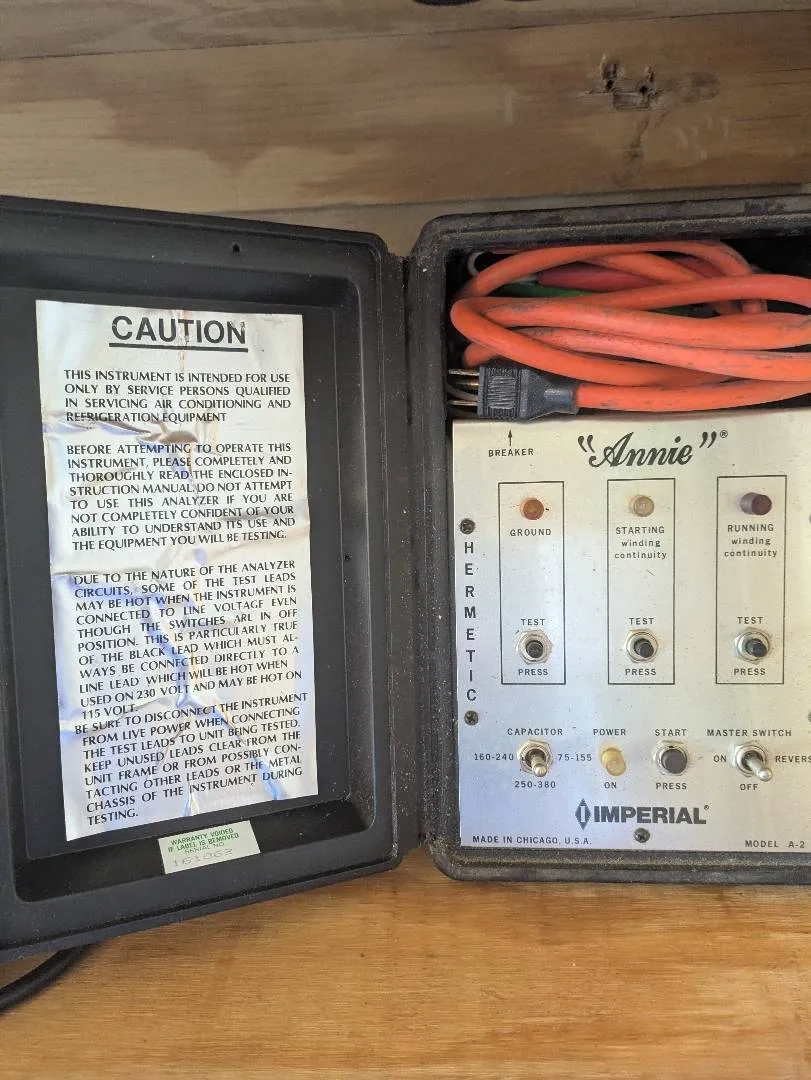 CAUTION
THIS INSTRUMENT IS INTENDED FOR USE
ONLY BY SERVICE PERSONS QUALIFIED
IN SERVICING AIR CONDITIONING AND
REFRIGERATION EQUIPMENT
BEFORE ATTEMPTING TO OPERATE THIS
INSTRUMENT, PLEASE COMPLETELY AND
THOROUGHLY READ THE ENCLOSED IN-
STRUCTION MANUAL. DO NOT ATTEMPT
TO USE THIS ANALYZER IF YOU ARE
NOT COMPLETELY CONFIDENT OF YOUR
ABILITY TO UNDERSTAND ITS USE AND
THE EQUIPMENT YOU WILL BE TESTING.
DUE TO THE NATURE OF THE ANALYZER
CIRCUITS, SOME OF THE TEST LEADS
MAY BE HOT WHEN THE INSTRUMENT IS
CONNECTED TO LINE VOLTAGE EVEN
THOUGH THE SWITCHES ARE IN OFF
POSITION. THIS IS PARTICULARLY TRUE
OF THE BLACK LEAD WHICH MUST AL-
WAYS BE CONNECTED DIRECTLY TO A
LINE LEAD WHICH WILL BE HOT WHEN
USED ON 230 VOLT AND MAY BE HOT ON
115 VOLT.
BE SURE TO DISCONNECT THE INSTRUMENT
FROM LIVE POWER WHEN CONNECTING
THE TEST LEADS TO UNIT BEING TESTED.
KEEP UNUSED LEADS CLEAR FROM THE
UNIT FRAME OR FROM POSSIBLY CON-
TACTING OTHER LEADS OR THE METAL
CHASSIS OF THE INSTRUMENT DURING
TESTING.
WARRANTY VOIDED
IF LABEL IS REMOVED
SERIAL NO.
161062
BREAKER
"Annie"®
GROUND
STARTING
winding
continuity
RUNNING
winding
continuity
HERMETIC
TEST
PRESS
TEST
PRESS
TEST
PRESS
CAPACITOR
160-240
75-155
250-380
POWER
ON
START
PRESS
MASTER SWITCH
ON
REVERS
OFF
IMPERIAL®
MADE IN CHICAGO, U.S.A.
MODEL A-2